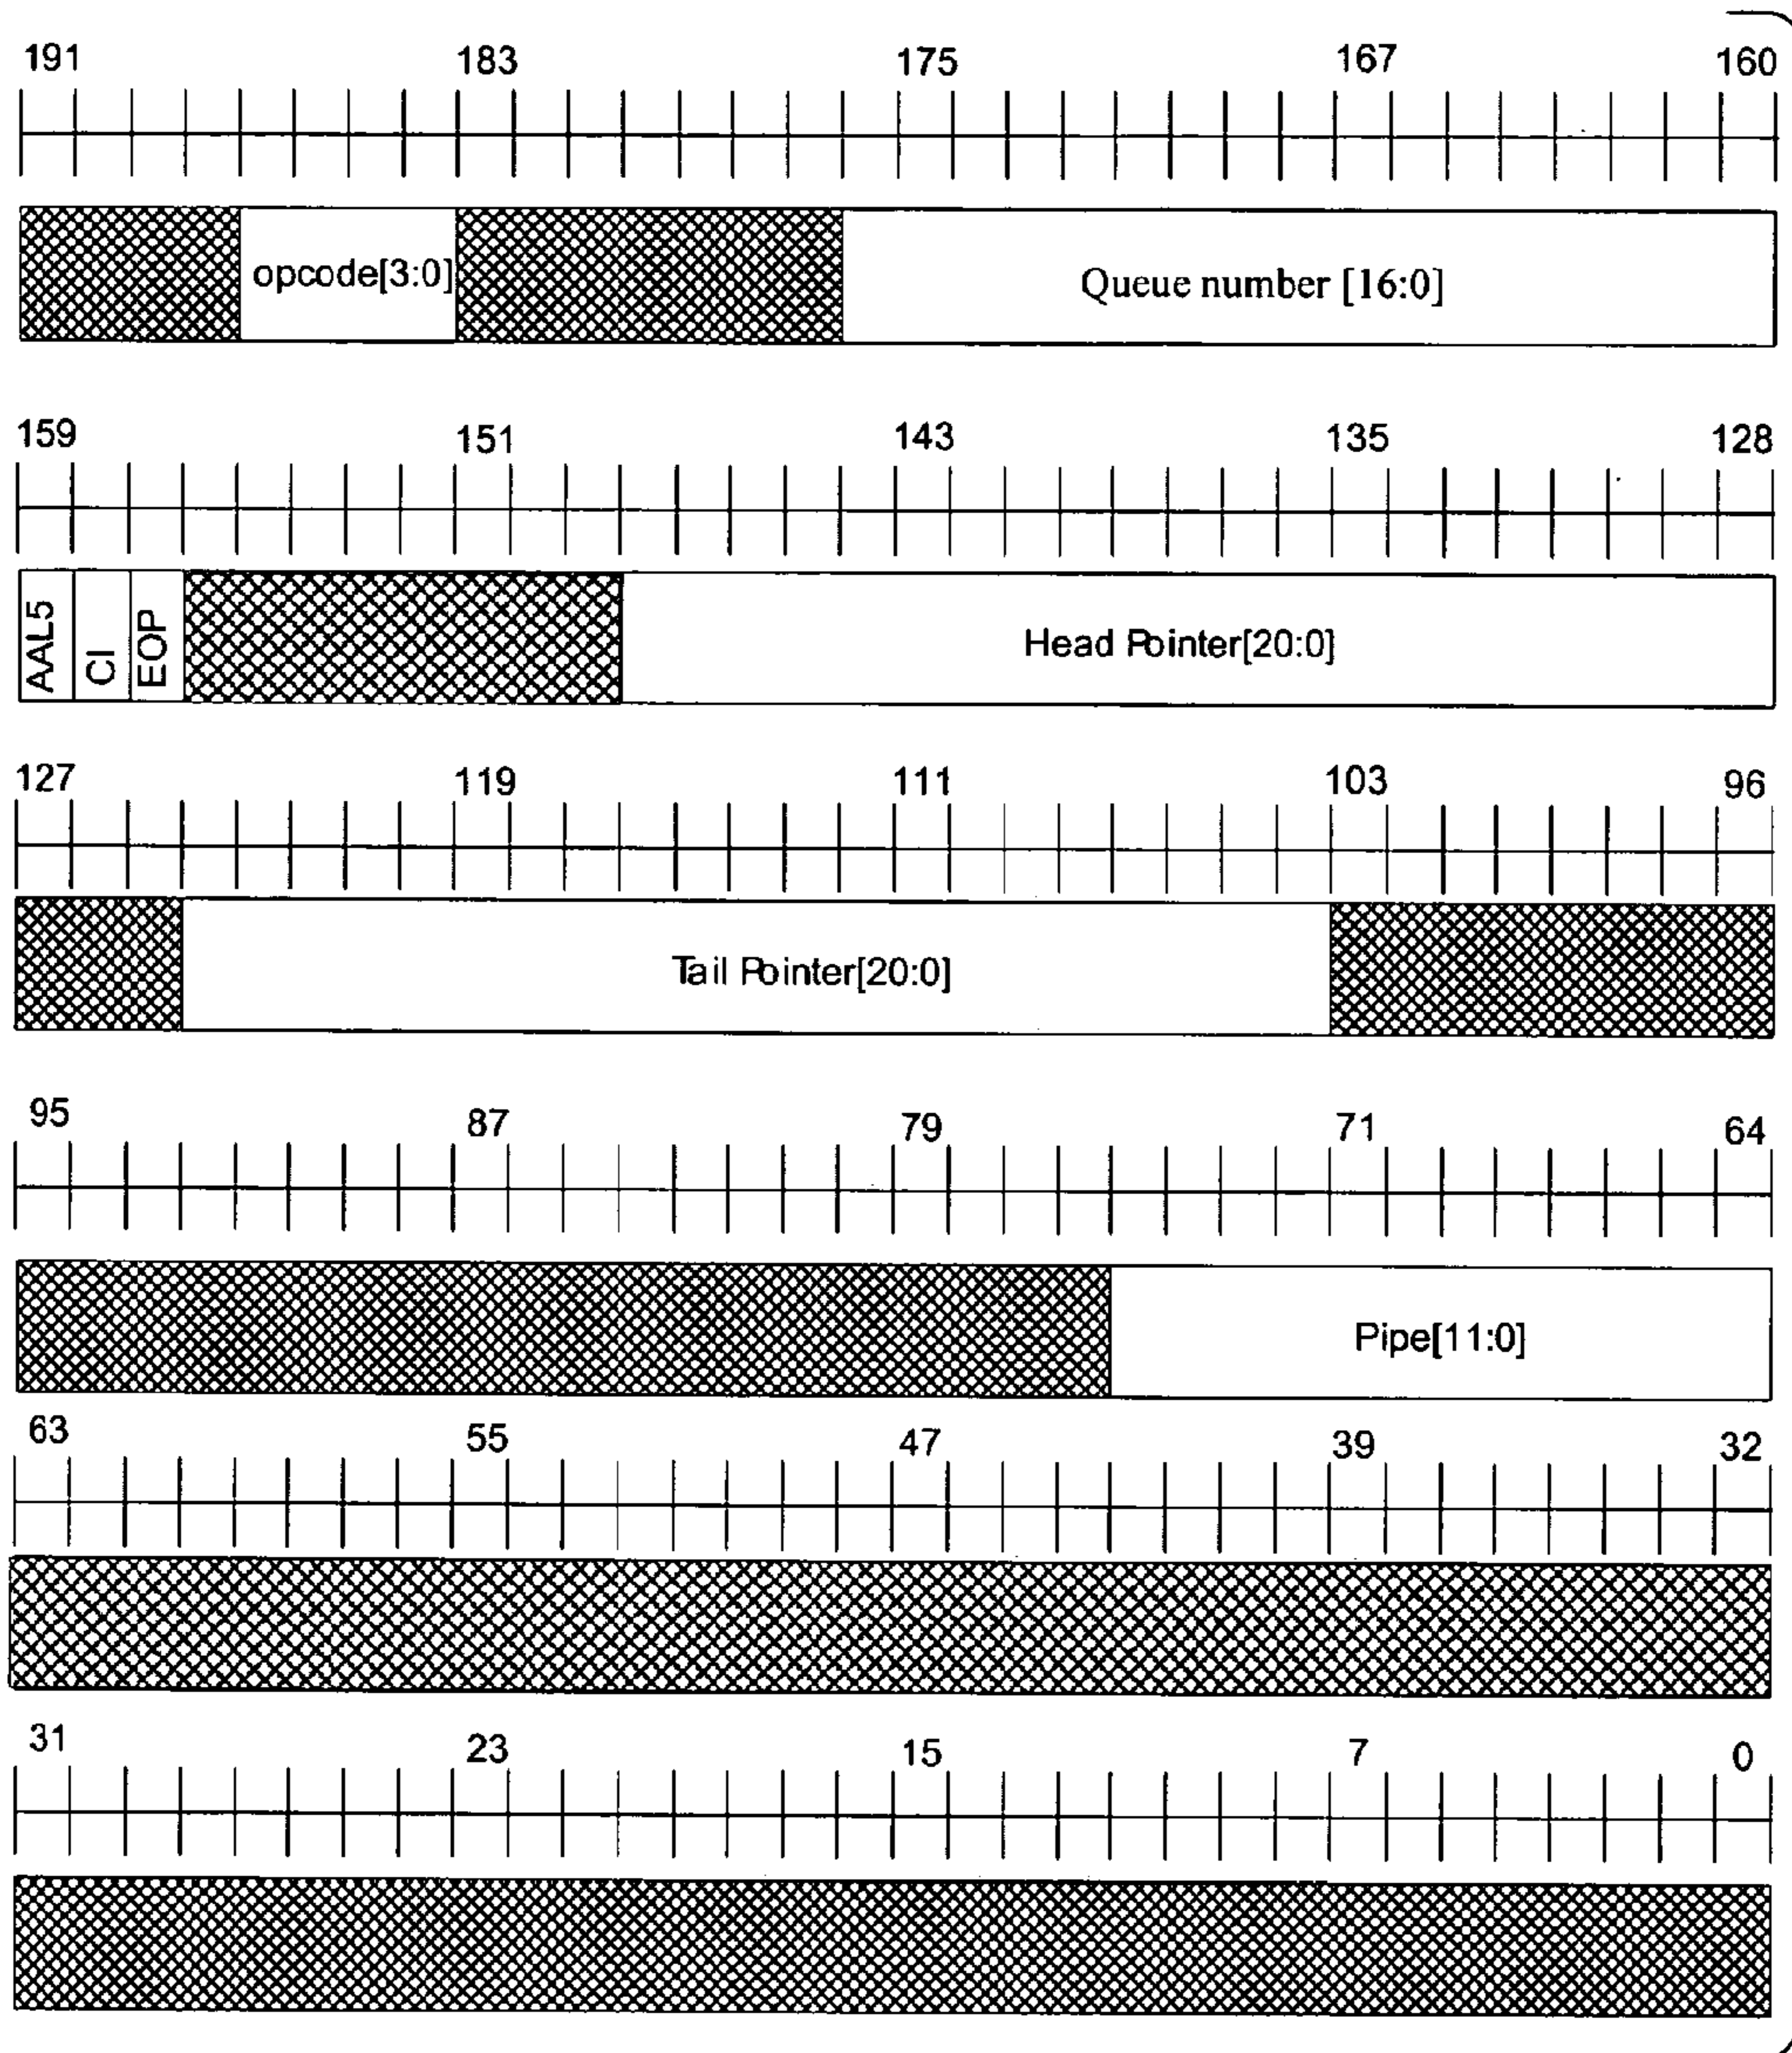 191 183 175 167 160
opcode[3:0] Queue number [16:0]
159 151 143 135 128
AAL5 CI EOP Head Pointer[20:0]
127 119 111 103 96
Tail Pointer[20:0]
95 87 79 71 64
Pipe[11:0]
63 55 47 39 32
31 23 15 7 0